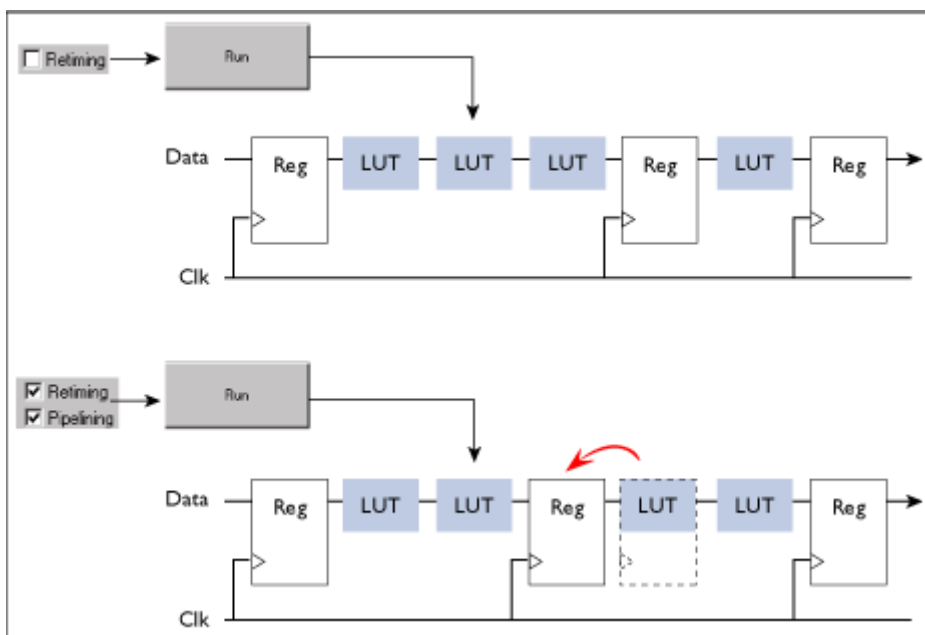 Retiming
Run
Data
Reg LUT LUT LUT Reg LUT Reg
Clk
Retiming
Pipelining
Run
Data
Reg LUT LUT Reg LUT LUT Reg
Clk